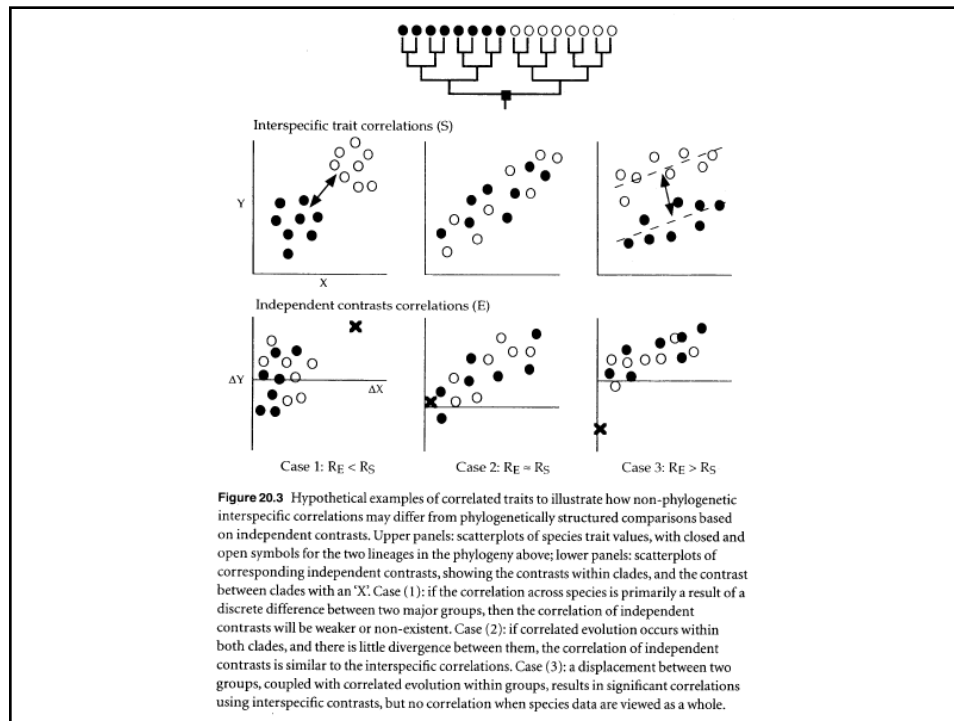 Interspecific trait correlations (S)
Y
X
Independent contrasts correlations (E)
ΔY
ΔX
Case 1: RE < RS
Case 2: RE ≈ RS
Case 3: RE > RS
Figure 20.3 Hypothetical examples of correlated traits to illustrate how non-phylogenetic
interspecific correlations may differ from phylogenetically structured comparisons based
on independent contrasts. Upper panels: scatterplots of species trait values, with closed and
open symbols for the two lineages in the phylogeny above; lower panels: scatterplots of
corresponding independent contrasts, showing the contrasts within clades, and the contrast
between clades with an ‘X’. Case (1): if the correlation across species is primarily a result of a
discrete difference between two major groups, then the correlation of independent
contrasts will be weaker or non-existent. Case (2): if correlated evolution occurs within
both clades, and there is little divergence between them, the correlation of independent
contrasts is similar to the interspecific correlations. Case (3): a displacement between two
groups, coupled with correlated evolution within groups, results in significant correlations
using interspecific contrasts, but no correlation when species data are viewed as a whole.